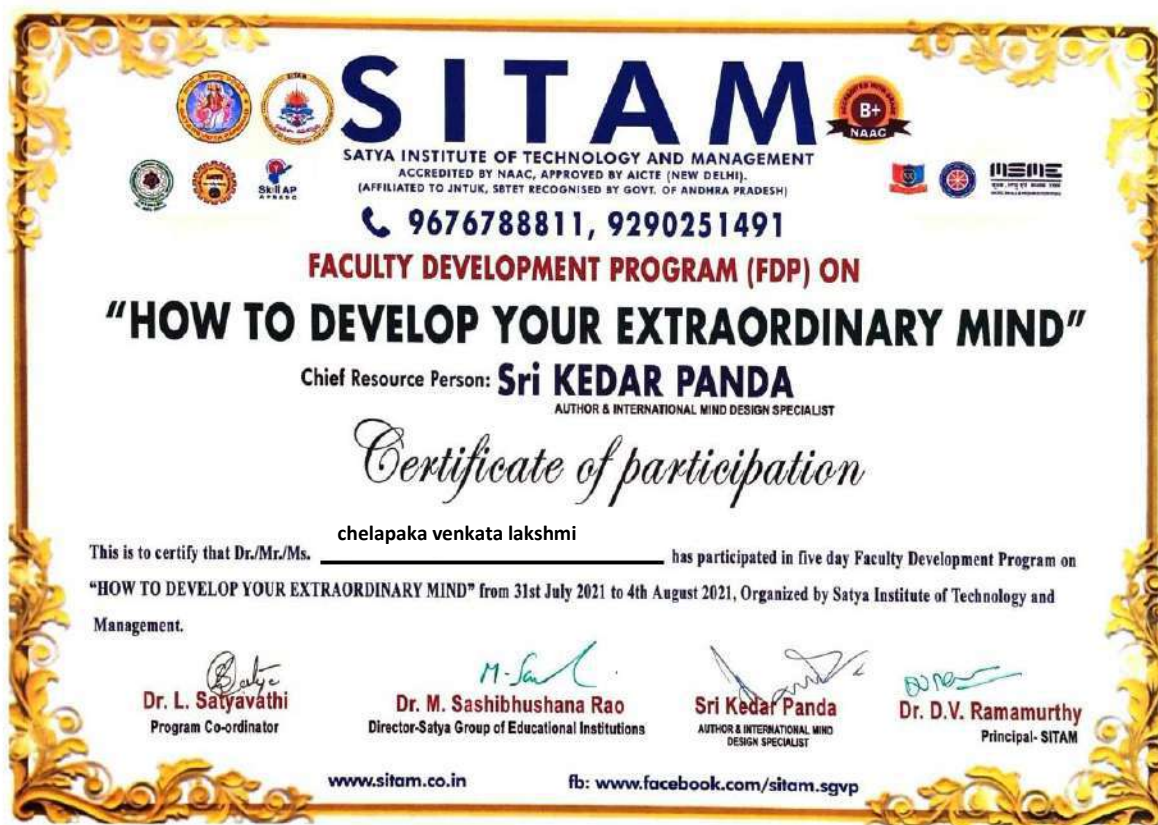 SITAM
B+
NAAC
SATYA INSTITUTE OF TECHNOLOGY AND MANAGEMENT
ACCREDITED BY NAAC, APPROVED BY AICTE (NEW DELHI).
(AFFILIATED TO JNTUK, SBTET RECOGNISED BY GOVT. OF ANDHRA PRADESH)
Skill AP
MSME
9676788811, 9290251491
FACULTY DEVELOPMENT PROGRAM (FDP) ON
"HOW TO DEVELOP YOUR EXTRAORDINARY MIND"
Chief Resource Person: Sri KEDAR PANDA
AUTHOR & INTERNATIONAL MIND DESIGN SPECIALIST
Certificate of participation
chelapaka venkata lakshmi
This is to certify that Dr./Mr./Ms. has participated in five day Faculty Development Program on
"HOW TO DEVELOP YOUR EXTRAORDINARY MIND" from 31st July 2021 to 4th August 2021, Organized by Satya Institute of Technology and
Management.
Dr. L. Satyavathi
Program Co-ordinator
Dr. M. Sashibhushana Rao
Director-Satya Group of Educational Institutions
Sri Kedar Panda
AUTHOR & INTERNATIONAL MIND
DESIGN SPECIALIST
Dr. D.V. Ramamurthy
Principal- SITAM
www.sitam.co.in
fb: www.facebook.com/sitam.sgvp